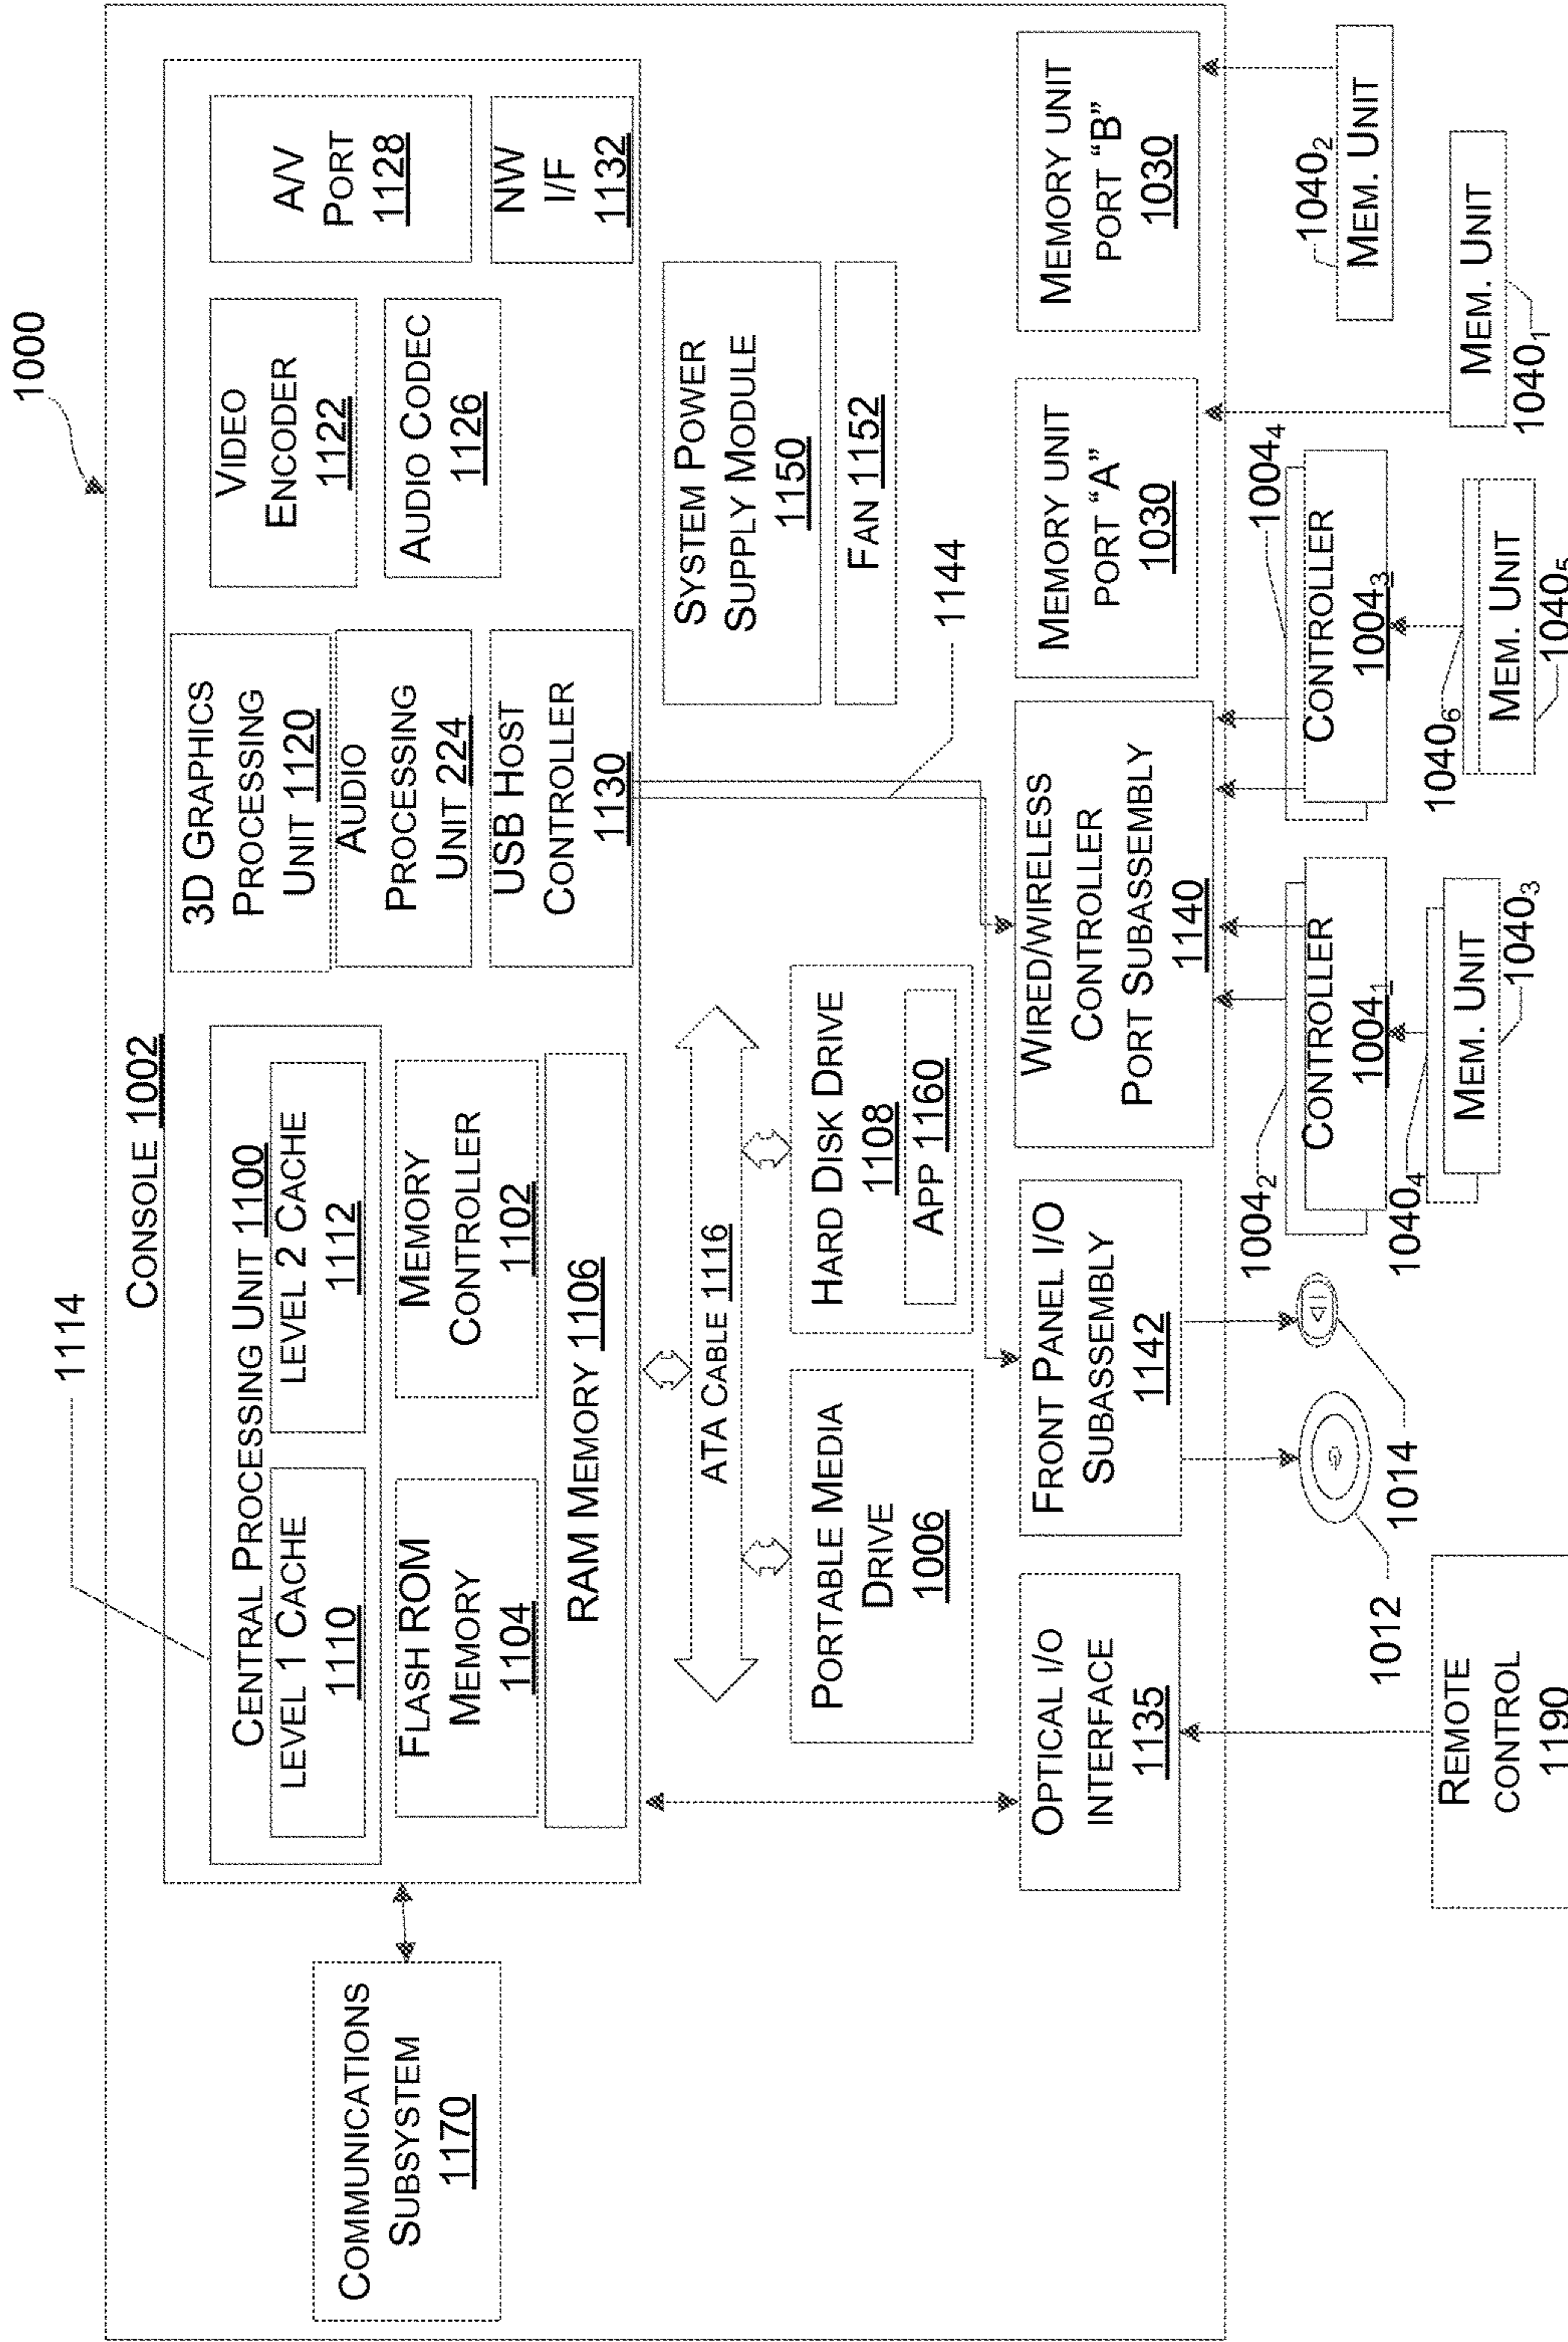 1000
1114
CONSOLE 1002
CENTRAL PROCESSING UNIT 1100
LEVEL 1 CACHE
1110
LEVEL 2 CACHE
1112
FLASH ROM
MEMORY
1104
MEMORY
CONTROLLER
1102
RAM MEMORY 1106
3D GRAPHICS
PROCESSING
UNIT 1120
AUDIO
PROCESSING
UNIT 224
USB HOST
CONTROLLER
1130
VIDEO
ENCODER
1122
AUDIO CODEC
1126
A/V
PORT
1128
NW
I/F
1132
COMMUNICATIONS
SUBSYSTEM
1170
ATA CABLE 1116
PORTABLE MEDIA
DRIVE
1006
HARD DISK DRIVE
1108
APP 1160
SYSTEM POWER
SUPPLY MODULE
1150
FAN 1152
1144
OPTICAL I/O
INTERFACE
1135
FRONT PANEL I/O
SUBASSEMBLY
1142
WIRED/WIRELESS
CONTROLLER
PORT SUBASSEMBLY
1140
MEMORY UNIT
PORT “A”
1030
MEMORY UNIT
PORT “B”
1030
1012
1014
1004₂
CONTROLLER
1004₁
1004₄
CONTROLLER
1004₃
1040₂
MEM. UNIT
1040₄
MEM. UNIT
1040₃
1040₆
MEM. UNIT
1040₅
MEM. UNIT
1040₁
REMOTE
CONTROL
1190